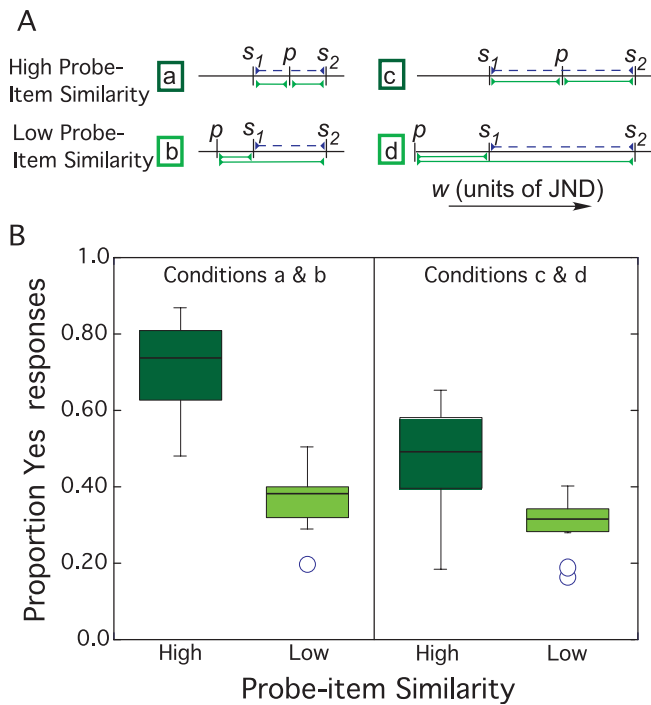 A
High Probe-Item Similarity
a
s1 p s2
c
s1 p s2
Low Probe-Item Similarity
b
p s1 s2
d
p s1 s2
w (units of JND)
B
Proportion Yes responses
1.0
0.80
0.60
0.40
0.20
0.0
Conditions a & b
Conditions c & d
High
Low
High
Low
Probe-item Similarity